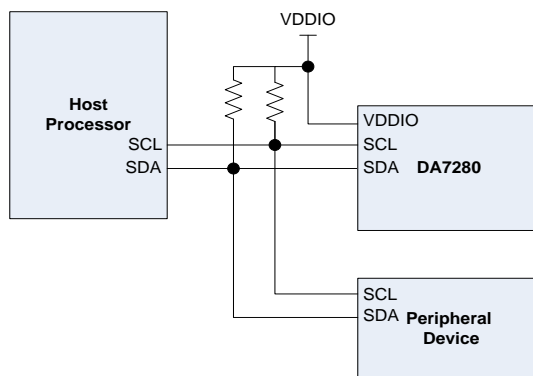 VDDIO
Host
Processor
SCL
SDA
VDDIO
SCL
SDA
DA7280
SCL
SDA
Peripheral
Device